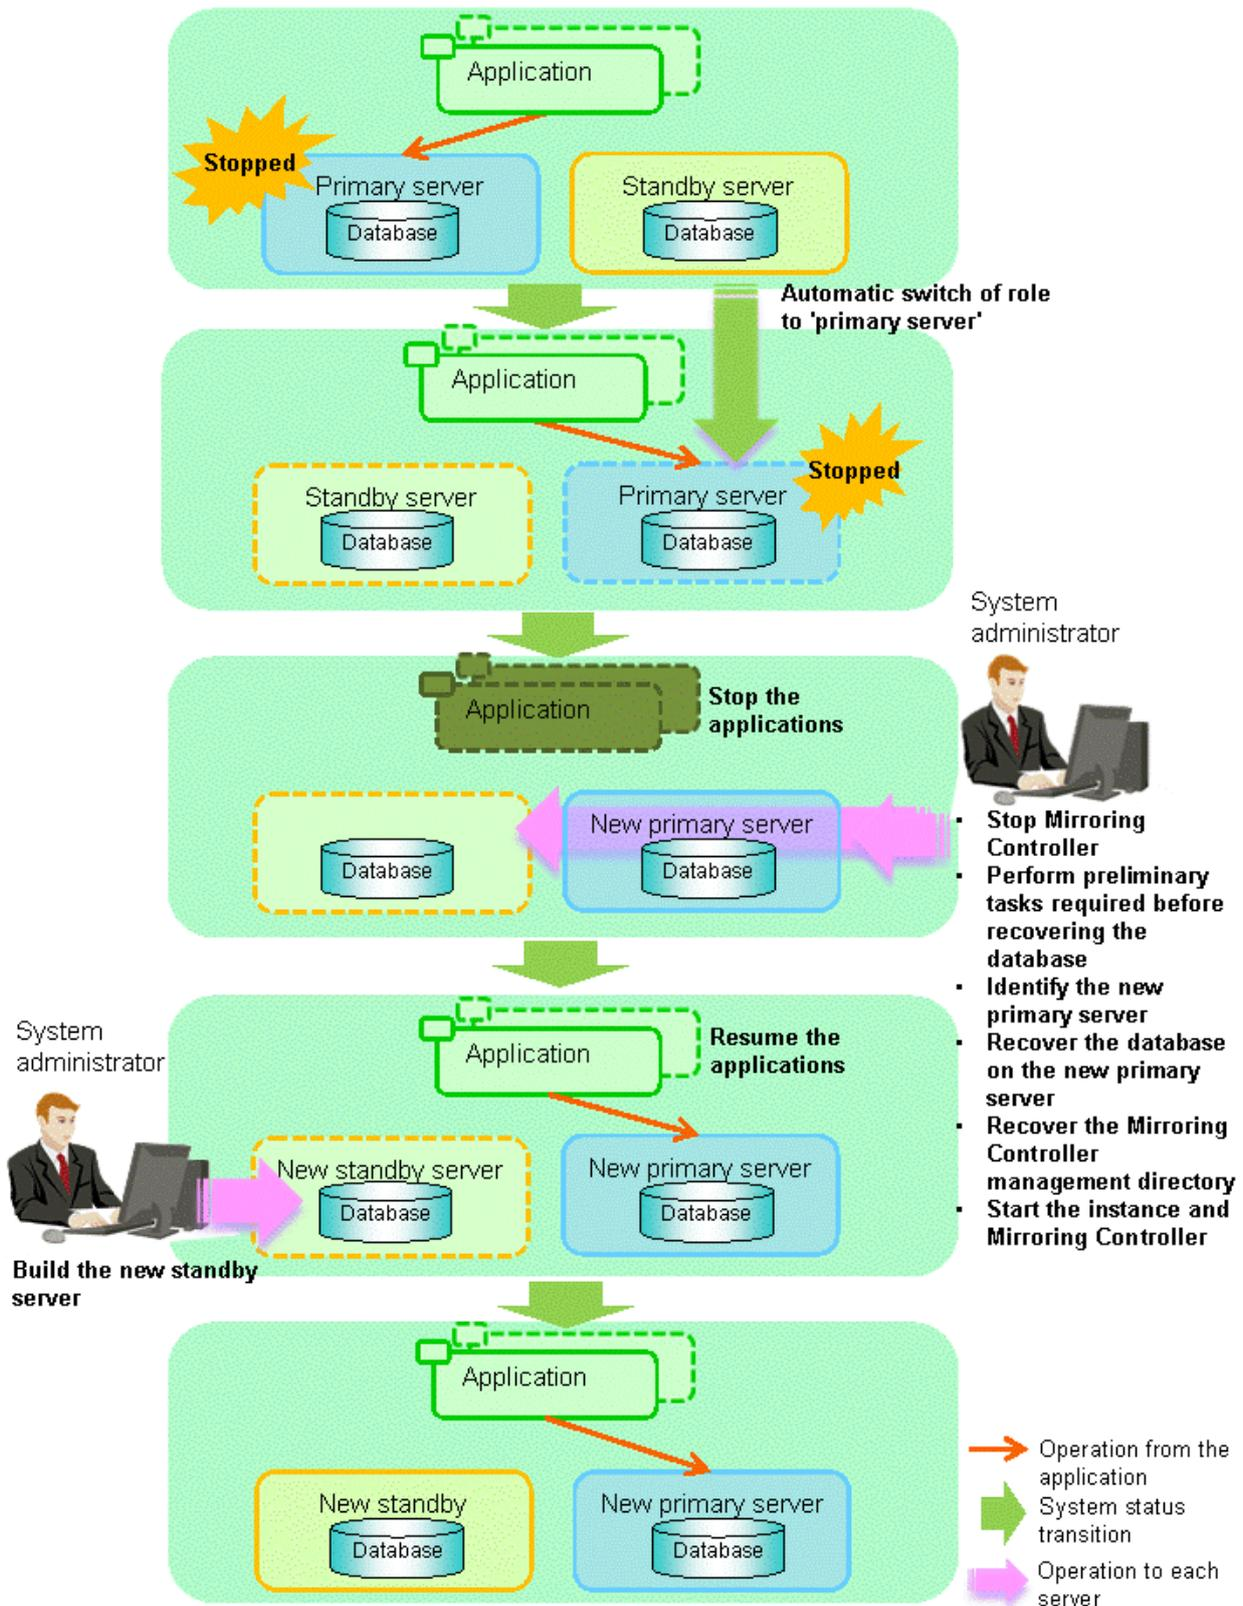 Application
Stopped
Primary server
Database
Standby server
Database
Automatic switch of role
to 'primary server'
Application
Stopped
Standby server
Database
Primary server
Database
System
administrator
Application
Stop the
applications
Database
New primary server
Database
▪ Stop Mirroring
Controller
▪ Perform preliminary
tasks required before
recovering the
database
▪ Identify the new
primary server
▪ Recover the database
on the new primary
server
▪ Recover the Mirroring
Controller
management directory
▪ Start the instance and
Mirroring Controller
System
administrator
Application
Resume the
applications
New standby server
Database
New primary server
Database
Build the new standby
server
Application
New standby
Database
New primary server
Database
Operation from the
application
System status
transition
Operation to each
server